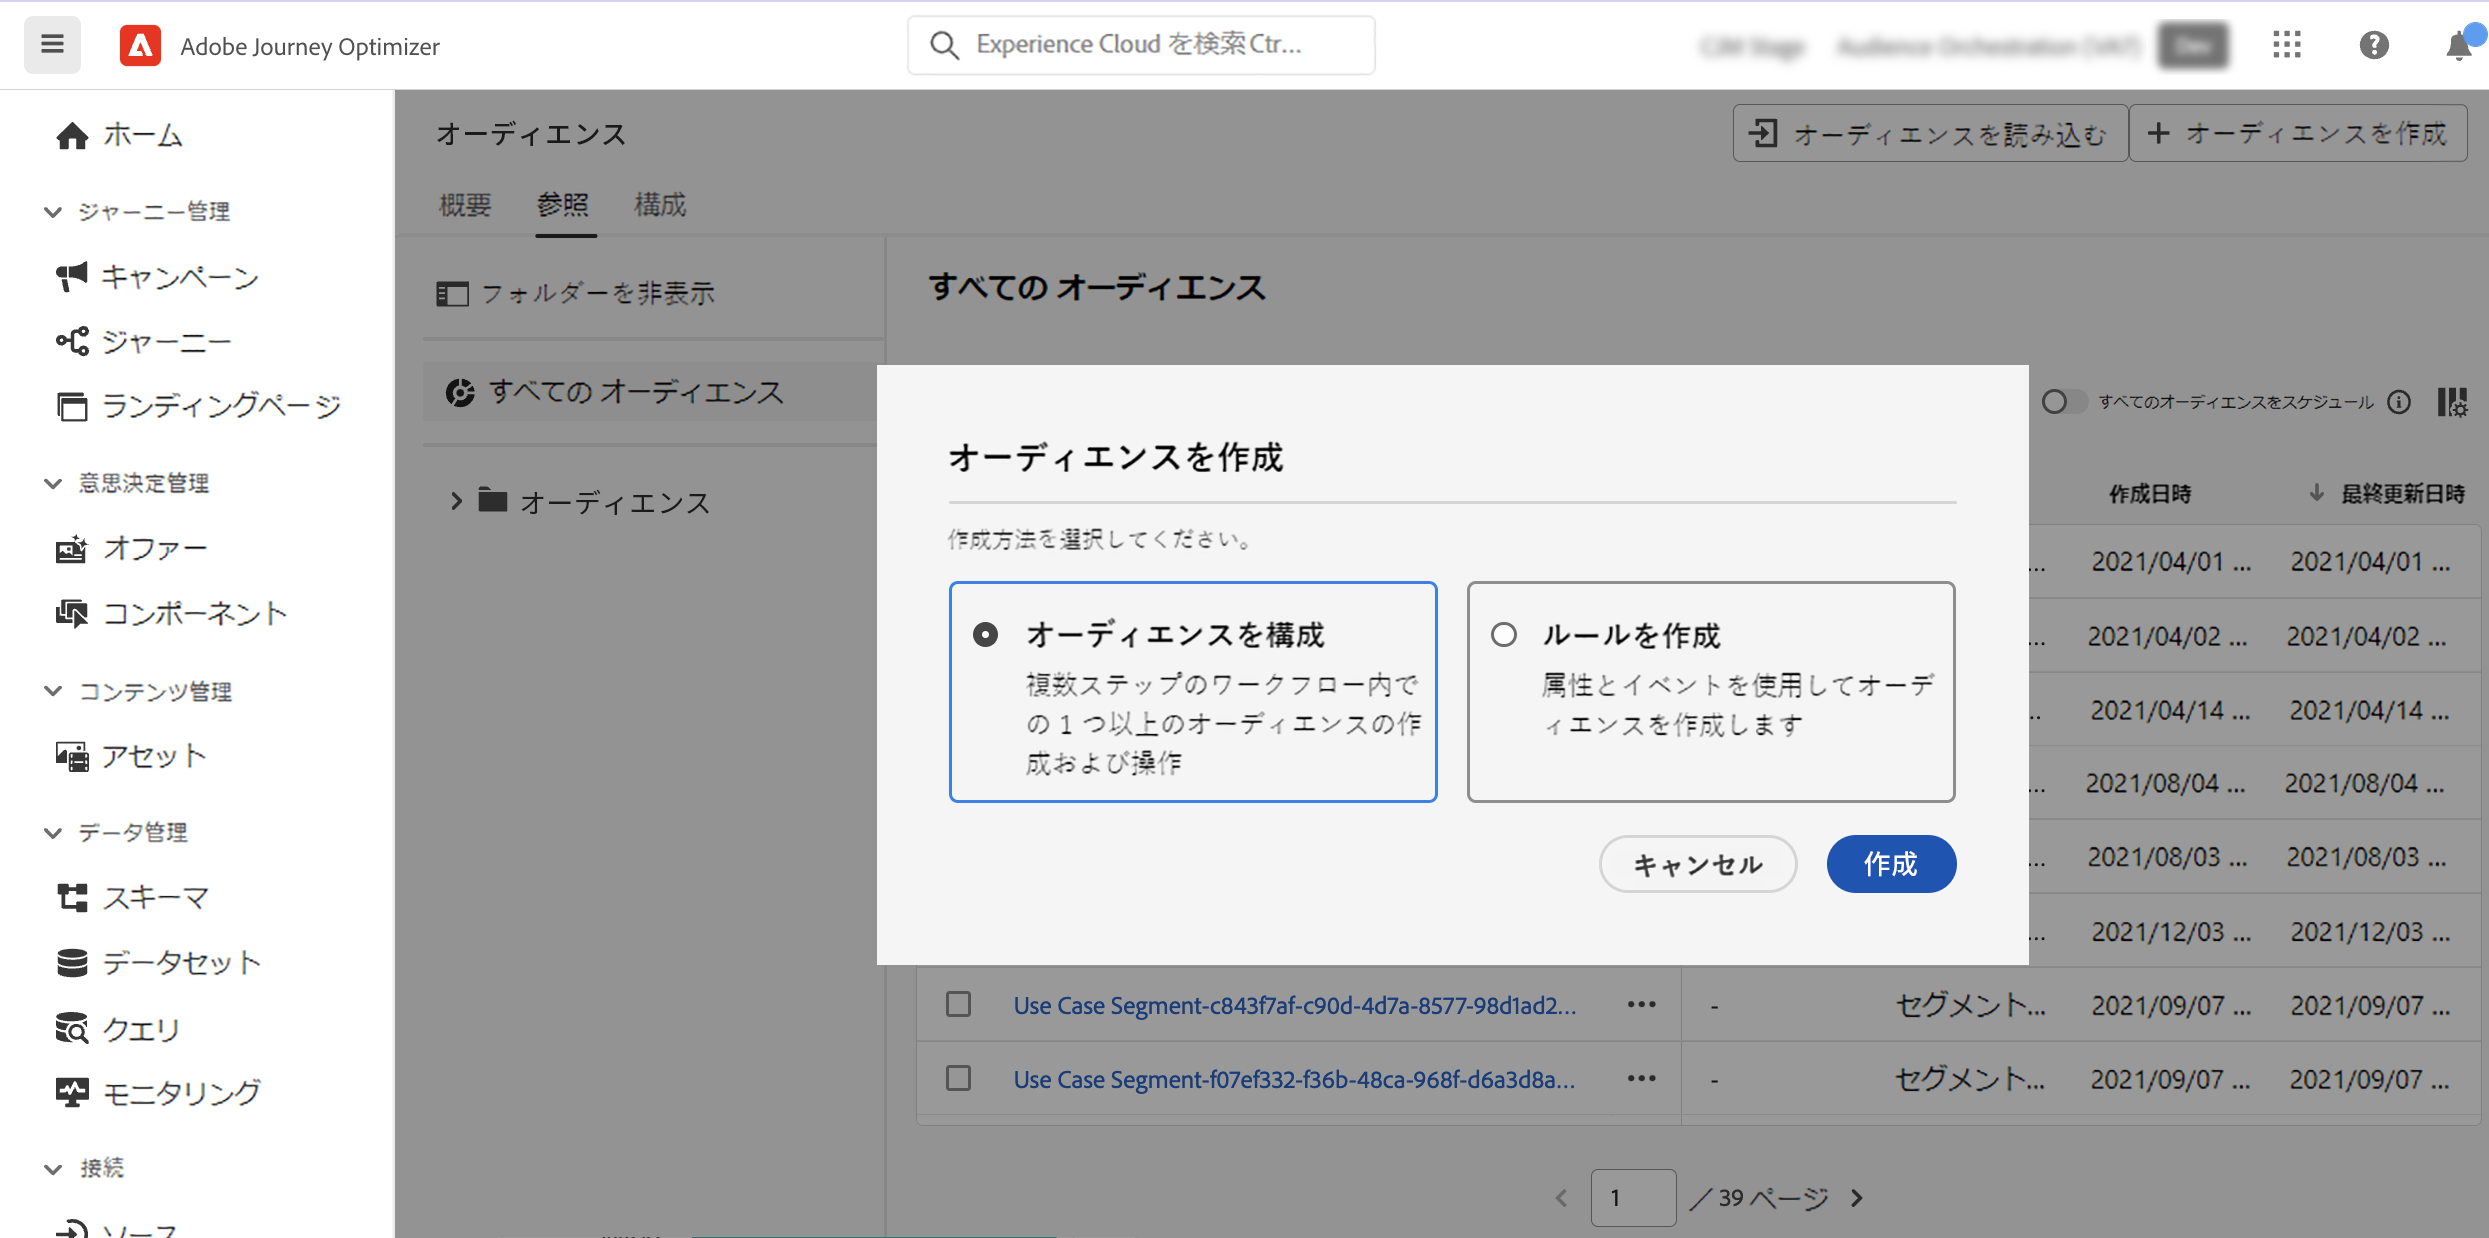 Adobe Journey Optimizer
Experience Cloud を検索Ctr...
ホーム
ジャーニー管理
キャンペーン
ジャーニー
ランディングページ
意思決定管理
オファー
コンポーネント
コンテンツ管理
アセット
データ管理
スキーマ
データセット
クエリ
モニタリング
接続
ソース
オーディエンス
オーディエンスを読み込む
オーディエンスを作成
概要 参照 構成
フォルダーを非表示
すべての オーディエンス
オーディエンス
すべての オーディエンス
すべてのオーディエンスをスケジュール
作成日時 最終更新日時
... 2021/04/01 ... 2021/04/01 ...
... 2021/04/02 ... 2021/04/02 ...
.. 2021/04/14 ... 2021/04/14 ...
... 2021/08/04 ... 2021/08/04 ...
... 2021/08/03 ... 2021/08/03 ...
... 2021/12/03 ... 2021/12/03 ...
Use Case Segment-c843f7af-c90d-4d7a-8577-98d1ad2... - セグメント... 2021/09/07 ... 2021/09/07 ...
Use Case Segment-f07ef332-f36b-48ca-968f-d6a3d8a... - セグメント... 2021/09/07 ... 2021/09/07 ...
1 ／39 ページ
オーディエンスを作成
作成方法を選択してください。
オーディエンスを構成
複数ステップのワークフロー内で
の 1 つ以上のオーディエンスの作
成および操作
ルールを作成
属性とイベントを使用してオーデ
ィエンスを作成します
キャンセル
作成